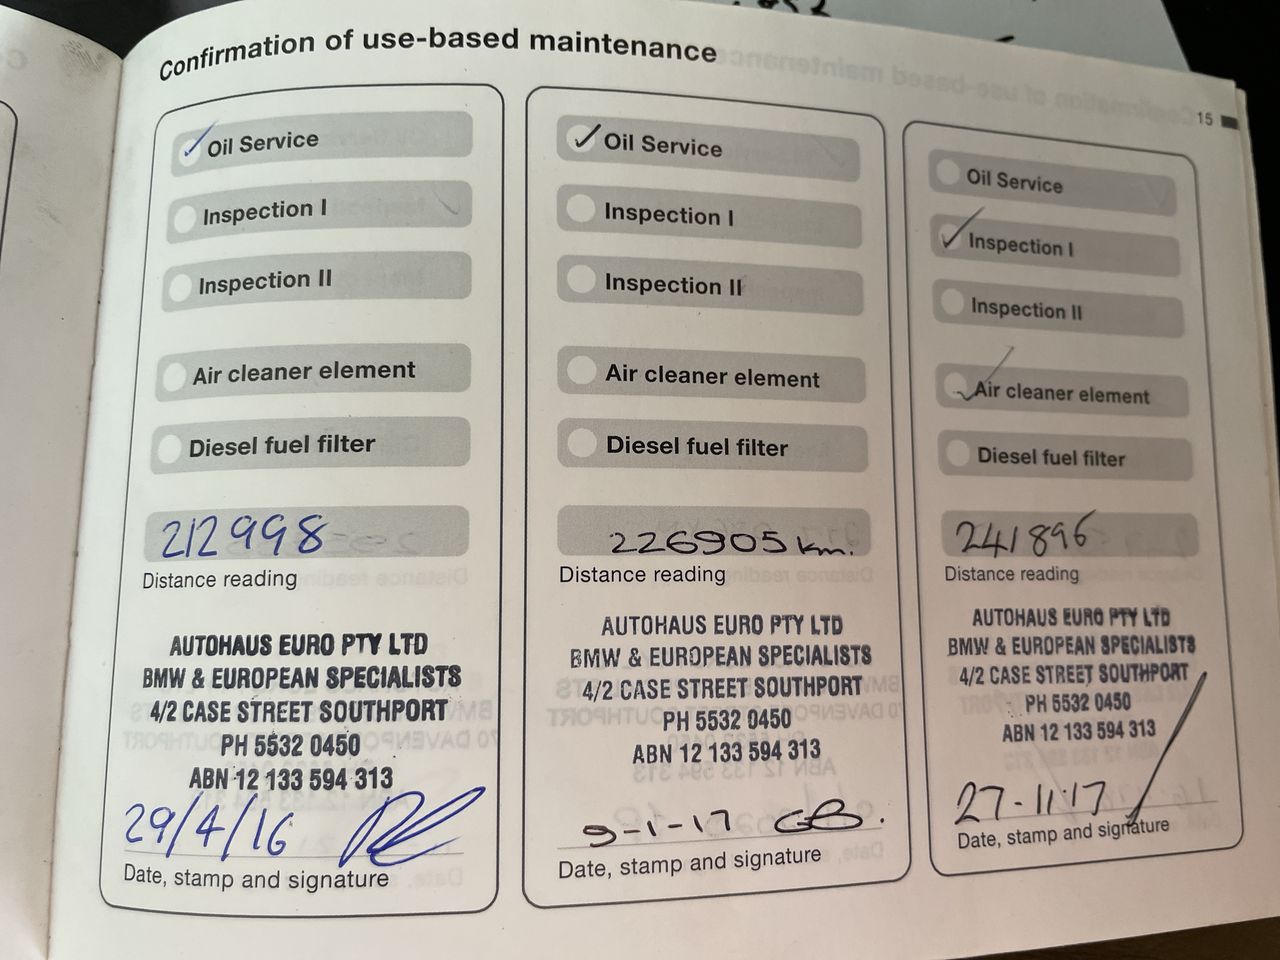 Confirmation of use-based maintenance
15
Oil Service
Inspection I
Inspection II
Air cleaner element
Diesel fuel filter
212998
Distance reading
AUTOHAUS EURO PTY LTD
BMW & EUROPEAN SPECIALISTS
4/2 CASE STREET SOUTHPORT
PH 5532 0450
ABN 12 133 594 313
29/4/16
Date, stamp and signature
Oil Service
Inspection I
Inspection II
Air cleaner element
Diesel fuel filter
226905 km.
Distance reading
AUTOHAUS EURO PTY LTD
BMW & EUROPEAN SPECIALISTS
4/2 CASE STREET SOUTHPORT
PH 5532 0450
ABN 12 133 594 313
9-1-17
Date, stamp and signature
Oil Service
Inspection I
Inspection II
Air cleaner element
Diesel fuel filter
241896
Distance reading
AUTOHAUS EURO PTY LTD
BMW & EUROPEAN SPECIALISTS
4/2 CASE STREET SOUTHPORT
PH 5532 0450
ABN 12 133 594 313
27-11-17
Date, stamp and signature